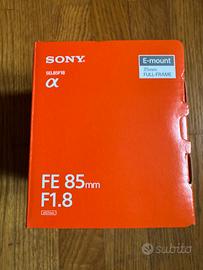 SONY
SEL85F18
α
E-mount
35mm
FULL-FRAME
FE 85mm
F1.8
subito